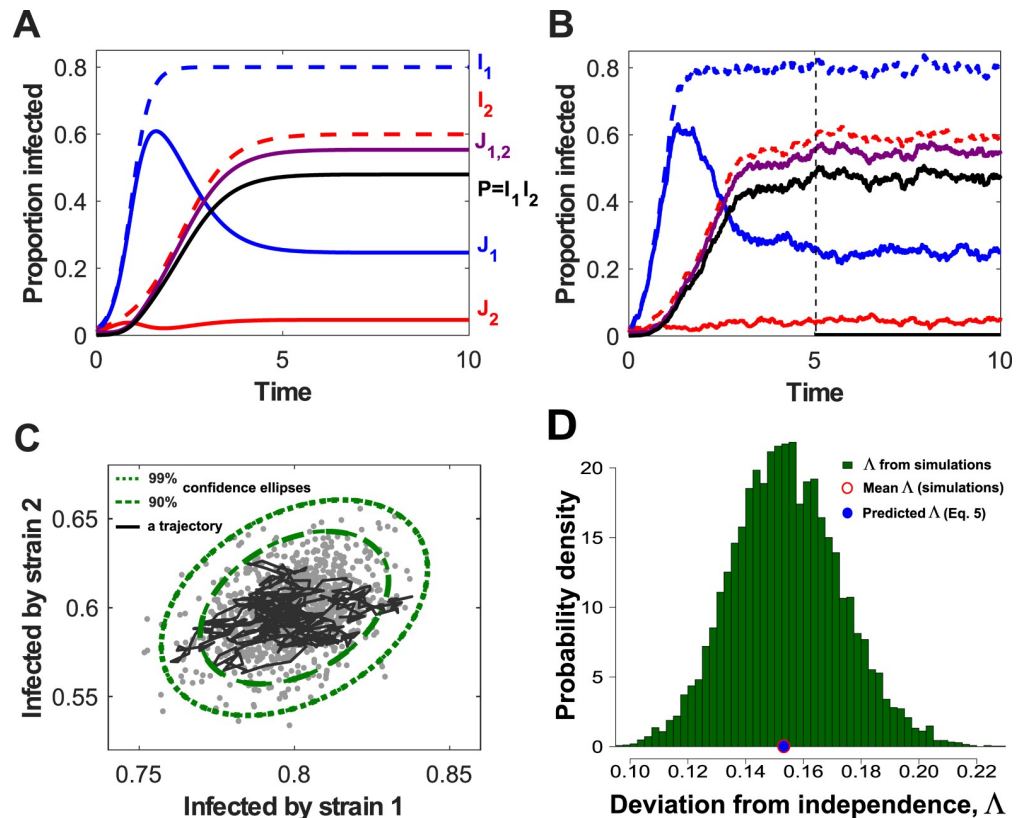 A
Proportion infected
0.8
0.6
0.4
0.2
0
0
5
10
Time
I1
I2
J1,2
P=I1 I2
J1
J2
B
Proportion infected
0.8
0.6
0.4
0.2
0
0
5
10
Time
C
99%
90%
confidence ellipses
a trajectory
Infected by strain 2
0.65
0.6
0.55
0.75
0.8
0.85
Infected by strain 1
D
Probability density
20
15
10
5
0
0.10
0.12
0.14
0.16
0.18
0.20
0.22
Λ from simulations
Mean Λ (simulations)
Predicted Λ (Eq. 5)
Deviation from independence, Λ